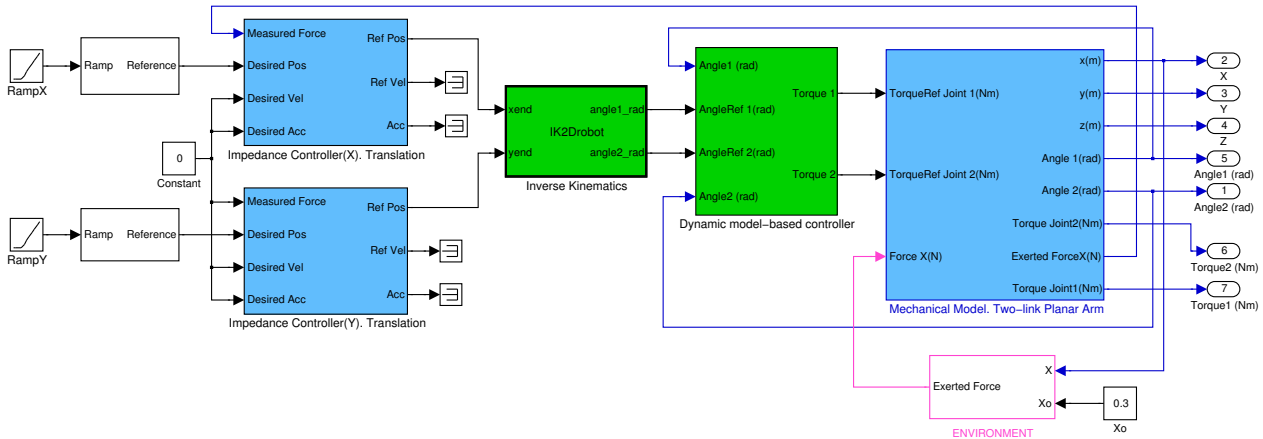 RampX
Ramp
Reference
Measured Force
Desired Pos
Desired Vel
Desired Acc
Ref Pos
Ref Vel
Acc
Impedance Controller(X). Translation
0
Constant
RampY
Ramp
Reference
Measured Force
Desired Pos
Desired Vel
Desired Acc
Ref Pos
Ref Vel
Acc
Impedance Controller(Y). Translation
xend
yend
IK2Drobot
angle1_rad
angle2_rad
Inverse Kinematics
Angle1 (rad)
AngleRef 1(rad)
AngleRef 2(rad)
Angle2 (rad)
Torque 1
Torque 2
Dynamic model−based controller
TorqueRef Joint 1(Nm)
TorqueRef Joint 2(Nm)
Force X(N)
x(m)
y(m)
z(m)
Angle 1(rad)
Angle 2(rad)
Torque Joint2(Nm)
Exerted ForceX(N)
Torque Joint1(Nm)
Mechanical Model. Two−link Planar Arm
2
X
3
Y
4
Z
5
Angle1 (rad)
1
Angle2 (rad)
6
Torque2 (Nm)
7
Torque1 (Nm)
Exerted Force
X
Xo
ENVIRONMENT
0.3
Xo